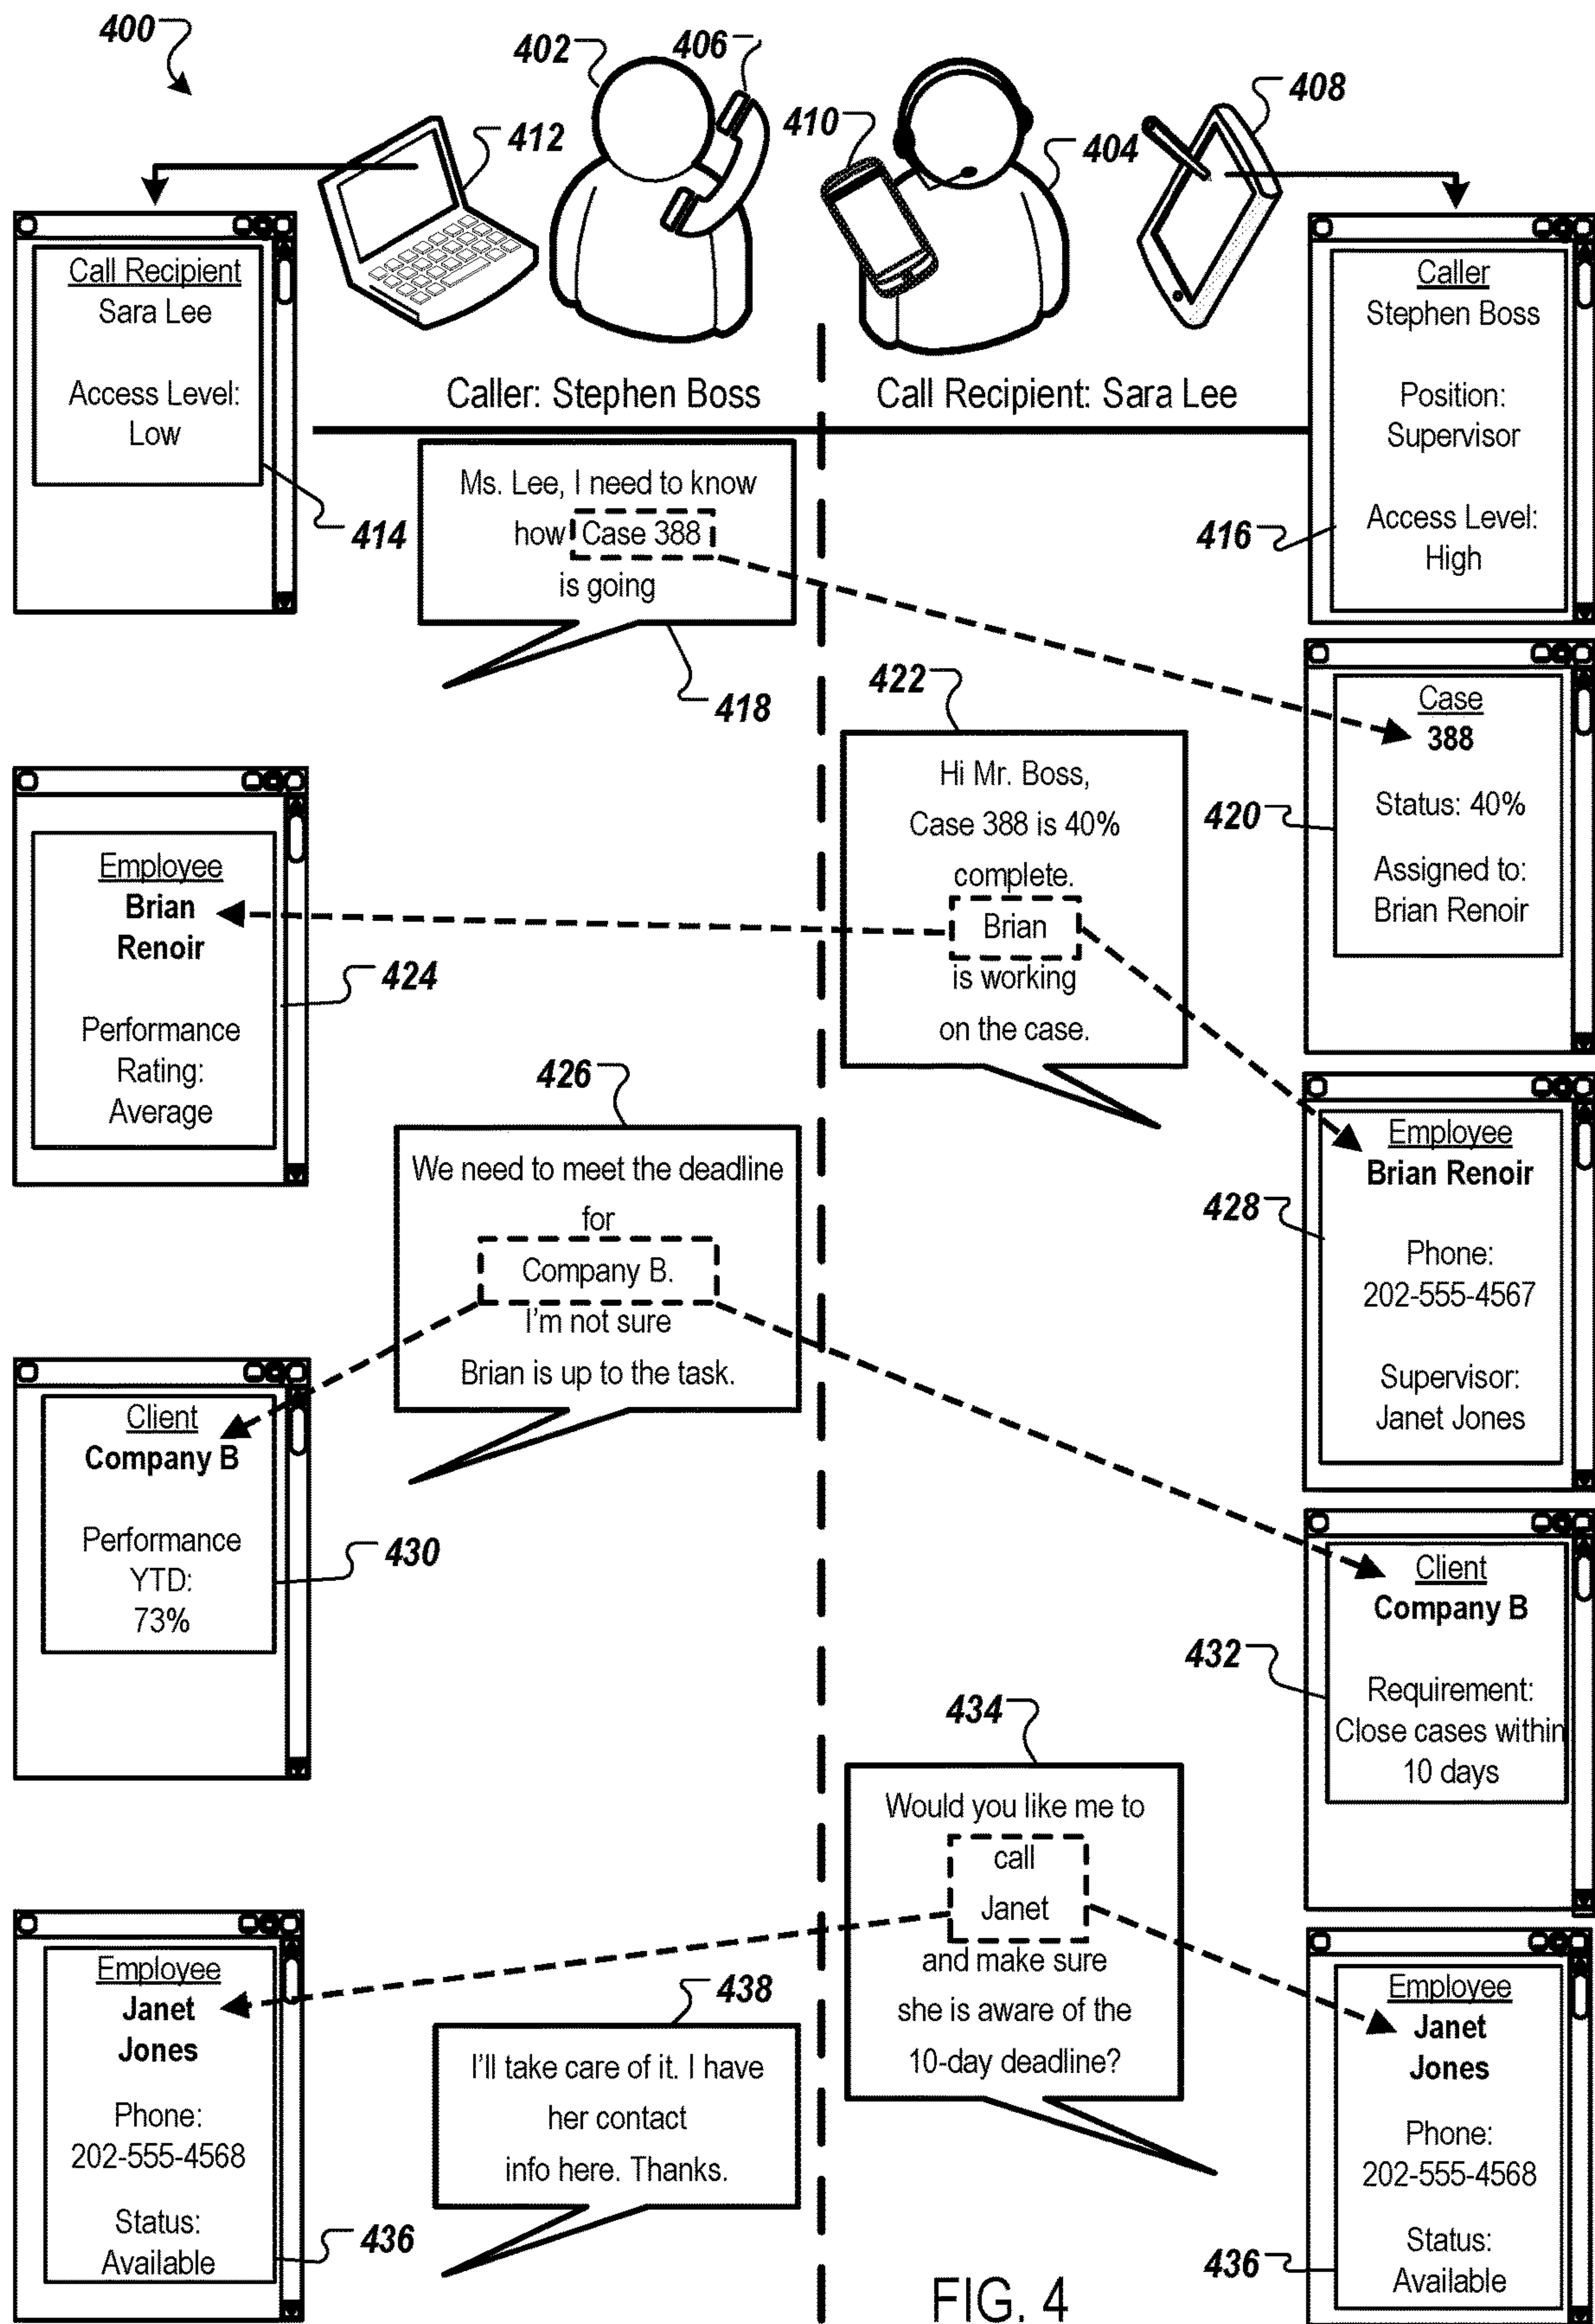 400
402
406
410
408
412
404
Call Recipient
Sara Lee
Access Level:
Low
414
Caller: Stephen Boss
Call Recipient: Sara Lee
Caller
Stephen Boss
Position:
Supervisor
Access Level:
High
416
Ms. Lee, I need to know
how Case 388
is going
418
Case
388
Status: 40%
Assigned to:
Brian Renoir
420
422
Hi Mr. Boss,
Case 388 is 40%
complete.
Brian
is working
on the case.
Employee
Brian
Renoir
Performance
Rating:
Average
424
Employee
Brian Renoir
Phone:
202-555-4567
Supervisor:
Janet Jones
428
426
We need to meet the deadline
for
Company B.
I'm not sure
Brian is up to the task.
Client
Company B
Performance
YTD:
73%
430
Client
Company B
Requirement:
Close cases within
10 days
432
434
Would you like me to
call
Janet
and make sure
she is aware of the
10-day deadline?
Employee
Janet
Jones
Phone:
202-555-4568
Status:
Available
436
Employee
Janet
Jones
Phone:
202-555-4568
Status:
Available
436
438
I'll take care of it. I have
her contact
info here. Thanks.
FIG. 4